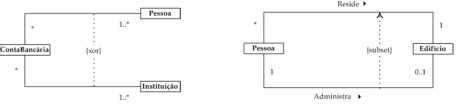 Pessoa
*
1..*
ContaBancária
{xor}
*
Instituição
1..*
Reside
*
1
Pessoa
{subset}
Edifício
1
0..1
Administra